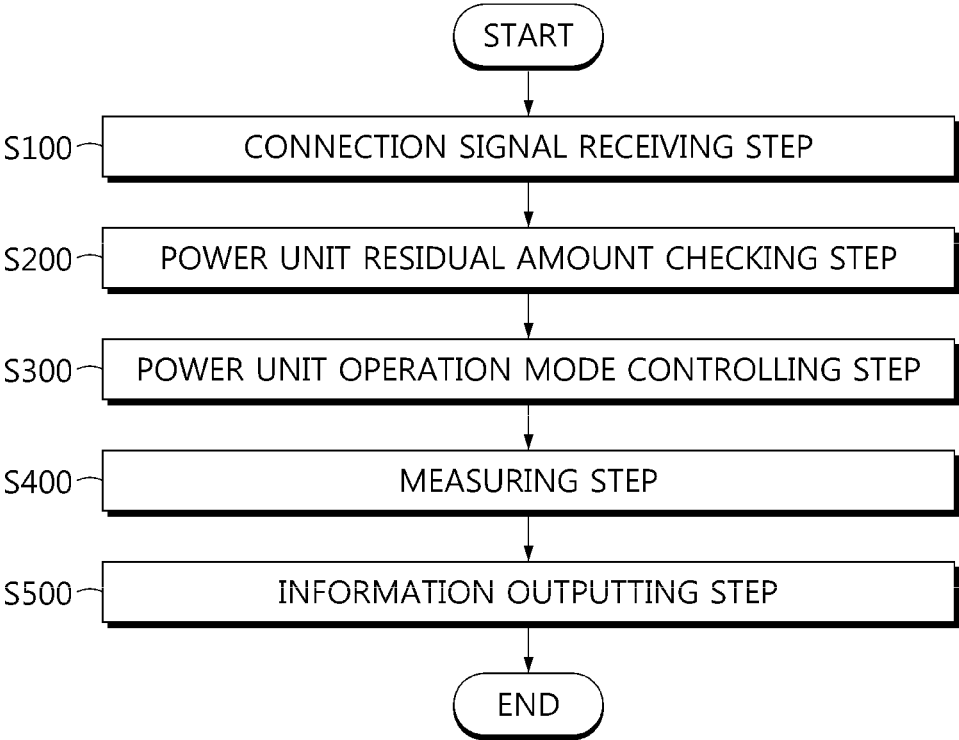 START
S100 CONNECTION SIGNAL RECEIVING STEP
S200 POWER UNIT RESIDUAL AMOUNT CHECKING STEP
S300 POWER UNIT OPERATION MODE CONTROLLING STEP
S400 MEASURING STEP
S500 INFORMATION OUTPUTTING STEP
END